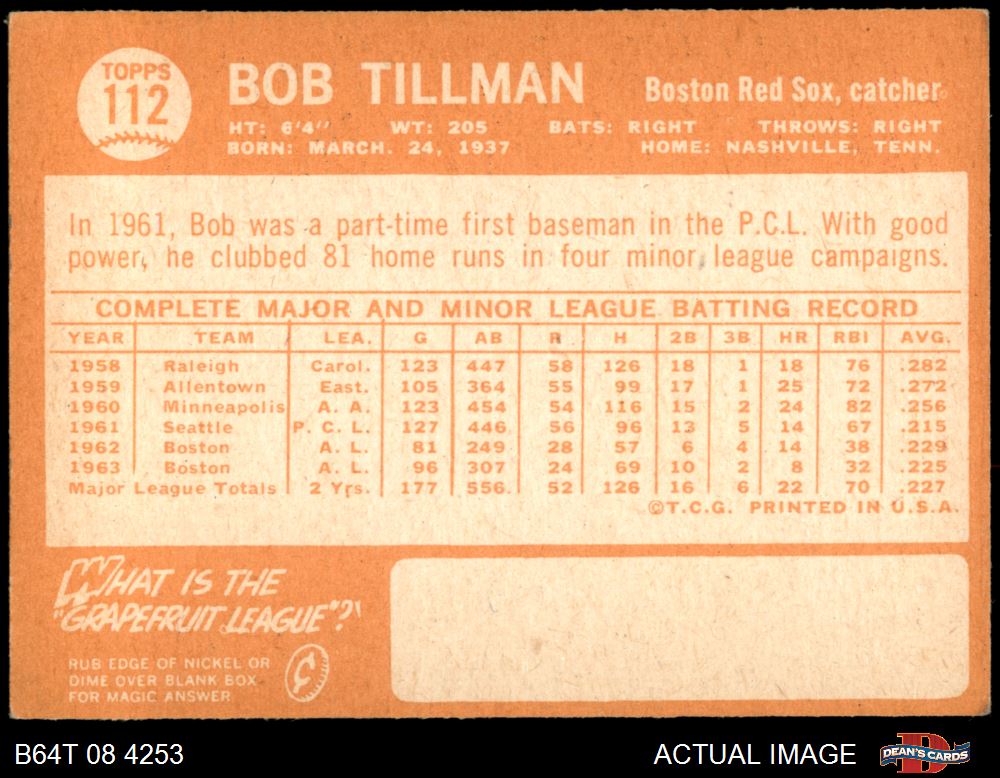 TOPPS
112
BOB TILLMAN
Boston Red Sox, catcher
HT: 6'4" WT: 205 BATS: RIGHT THROWS: RIGHT
BORN: MARCH. 24, 1937 HOME: NASHVILLE, TENN.
In 1961, Bob was a part-time first baseman in the P.C.L. With good
power, he clubbed 81 home runs in four minor league campaigns.
COMPLETE MAJOR AND MINOR LEAGUE BATTING RECORD
YEAR TEAM LEA. G AB R H 2B 3B HR RBI AVG.
1958 Raleigh Carol. 123 447 58 126 18 1 18 76 .282
1959 Allentown East. 105 364 55 99 17 1 25 72 .272
1960 Minneapolis A. A. 123 454 54 116 15 2 24 82 .256
1961 Seattle P. C. L. 127 446 56 96 13 5 14 67 .215
1962 Boston A. L. 81 249 28 57 6 4 14 38 .229
1963 Boston A. L. 96 307 24 69 10 2 8 32 .225
Major League Totals 2 Yrs. 177 556 52 126 16 6 22 70 .227
©T.C.G. PRINTED IN U.S.A.
WHAT IS THE
"GRAPEFRUIT LEAGUE"?
RUB EDGE OF NICKEL OR
DIME OVER BLANK BOX
FOR MAGIC ANSWER
¢
B64T 08 4253 ACTUAL IMAGE
DEAN'S CARDS